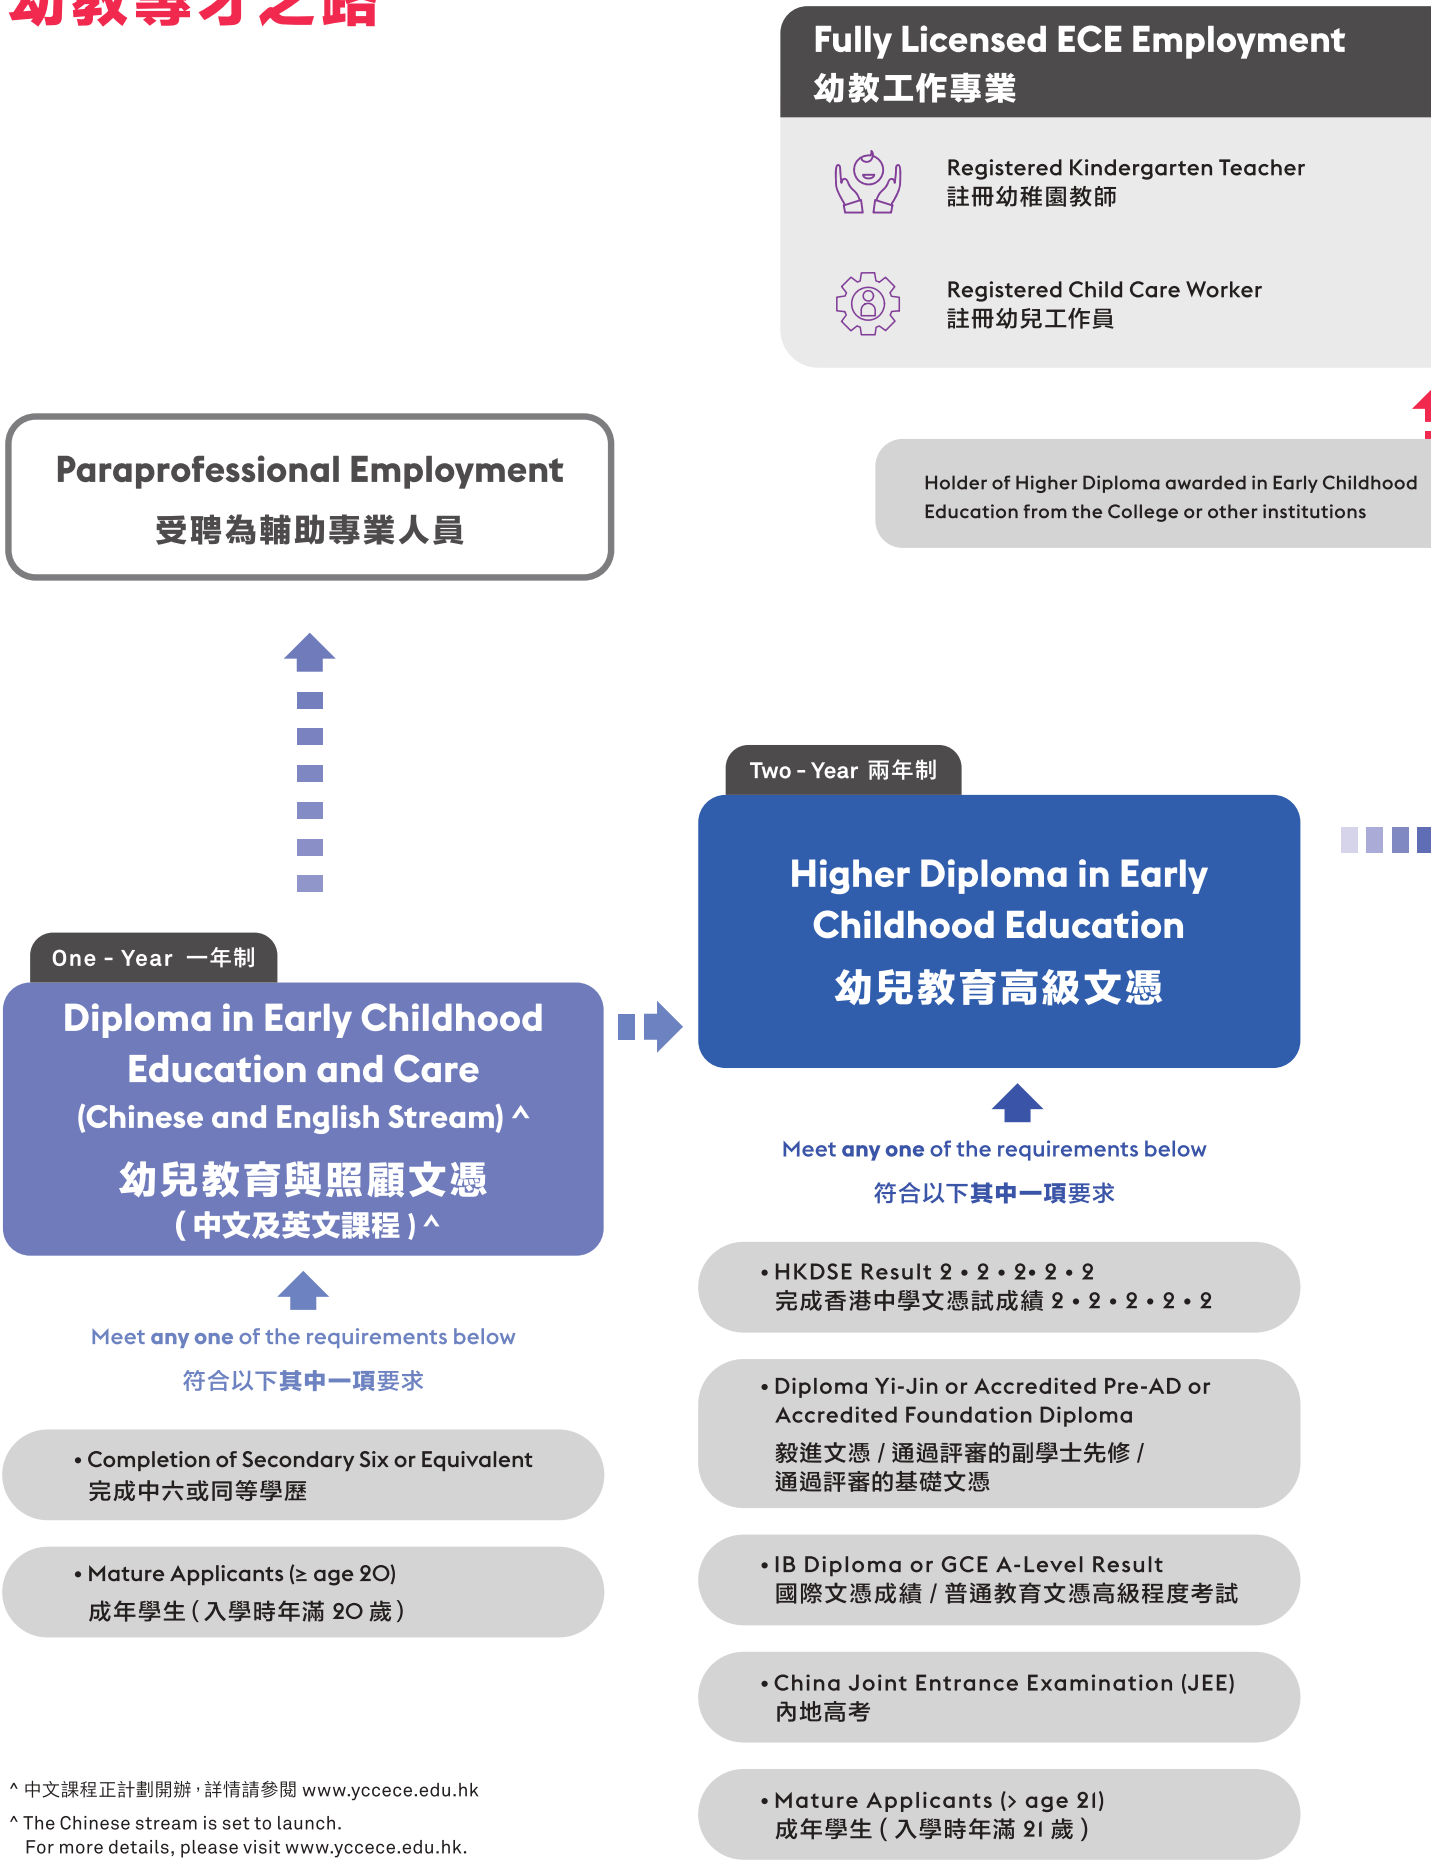 幼教專才之路
Fully Licensed ECE Employment
幼教工作專業
Registered Kindergarten Teacher
註冊幼稚園教師
Registered Child Care Worker
註冊幼兒工作員
Holder of Higher Diploma awarded in Early Childhood
Education from the College or other institutions
Paraprofessional Employment
受聘為輔助專業人員
One - Year 一年制
Diploma in Early Childhood
Education and Care
(Chinese and English Stream) ^
幼兒教育與照顧文憑
( 中文及英文課程 ) ^
Meet any one of the requirements below
符合以下其中一項要求
• Completion of Secondary Six or Equivalent
完成中六或同等學歷
• Mature Applicants (≥ age 20)
成年學生 ( 入學時年滿 20 歲 )
Two - Year 兩年制
Higher Diploma in Early
Childhood Education
幼兒教育高級文憑
Meet any one of the requirements below
符合以下其中一項要求
• HKDSE Result 2 • 2 • 2• 2 • 2
完成香港中學文憑試成績 2 • 2 • 2 • 2 • 2
• Diploma Yi-Jin or Accredited Pre-AD or
Accredited Foundation Diploma
毅進文憑 / 通過評審的副學士先修 /
通過評審的基礎文憑
• IB Diploma or GCE A-Level Result
國際文憑成績 / 普通教育文憑高級程度考試
• China Joint Entrance Examination (JEE)
內地高考
• Mature Applicants (> age 21)
成年學生 ( 入學時年滿 21 歲 )
^ 中文課程正計劃開辦，詳情請參閱 www.yccece.edu.hk
^ The Chinese stream is set to launch.
For more details, please visit www.yccece.edu.hk.